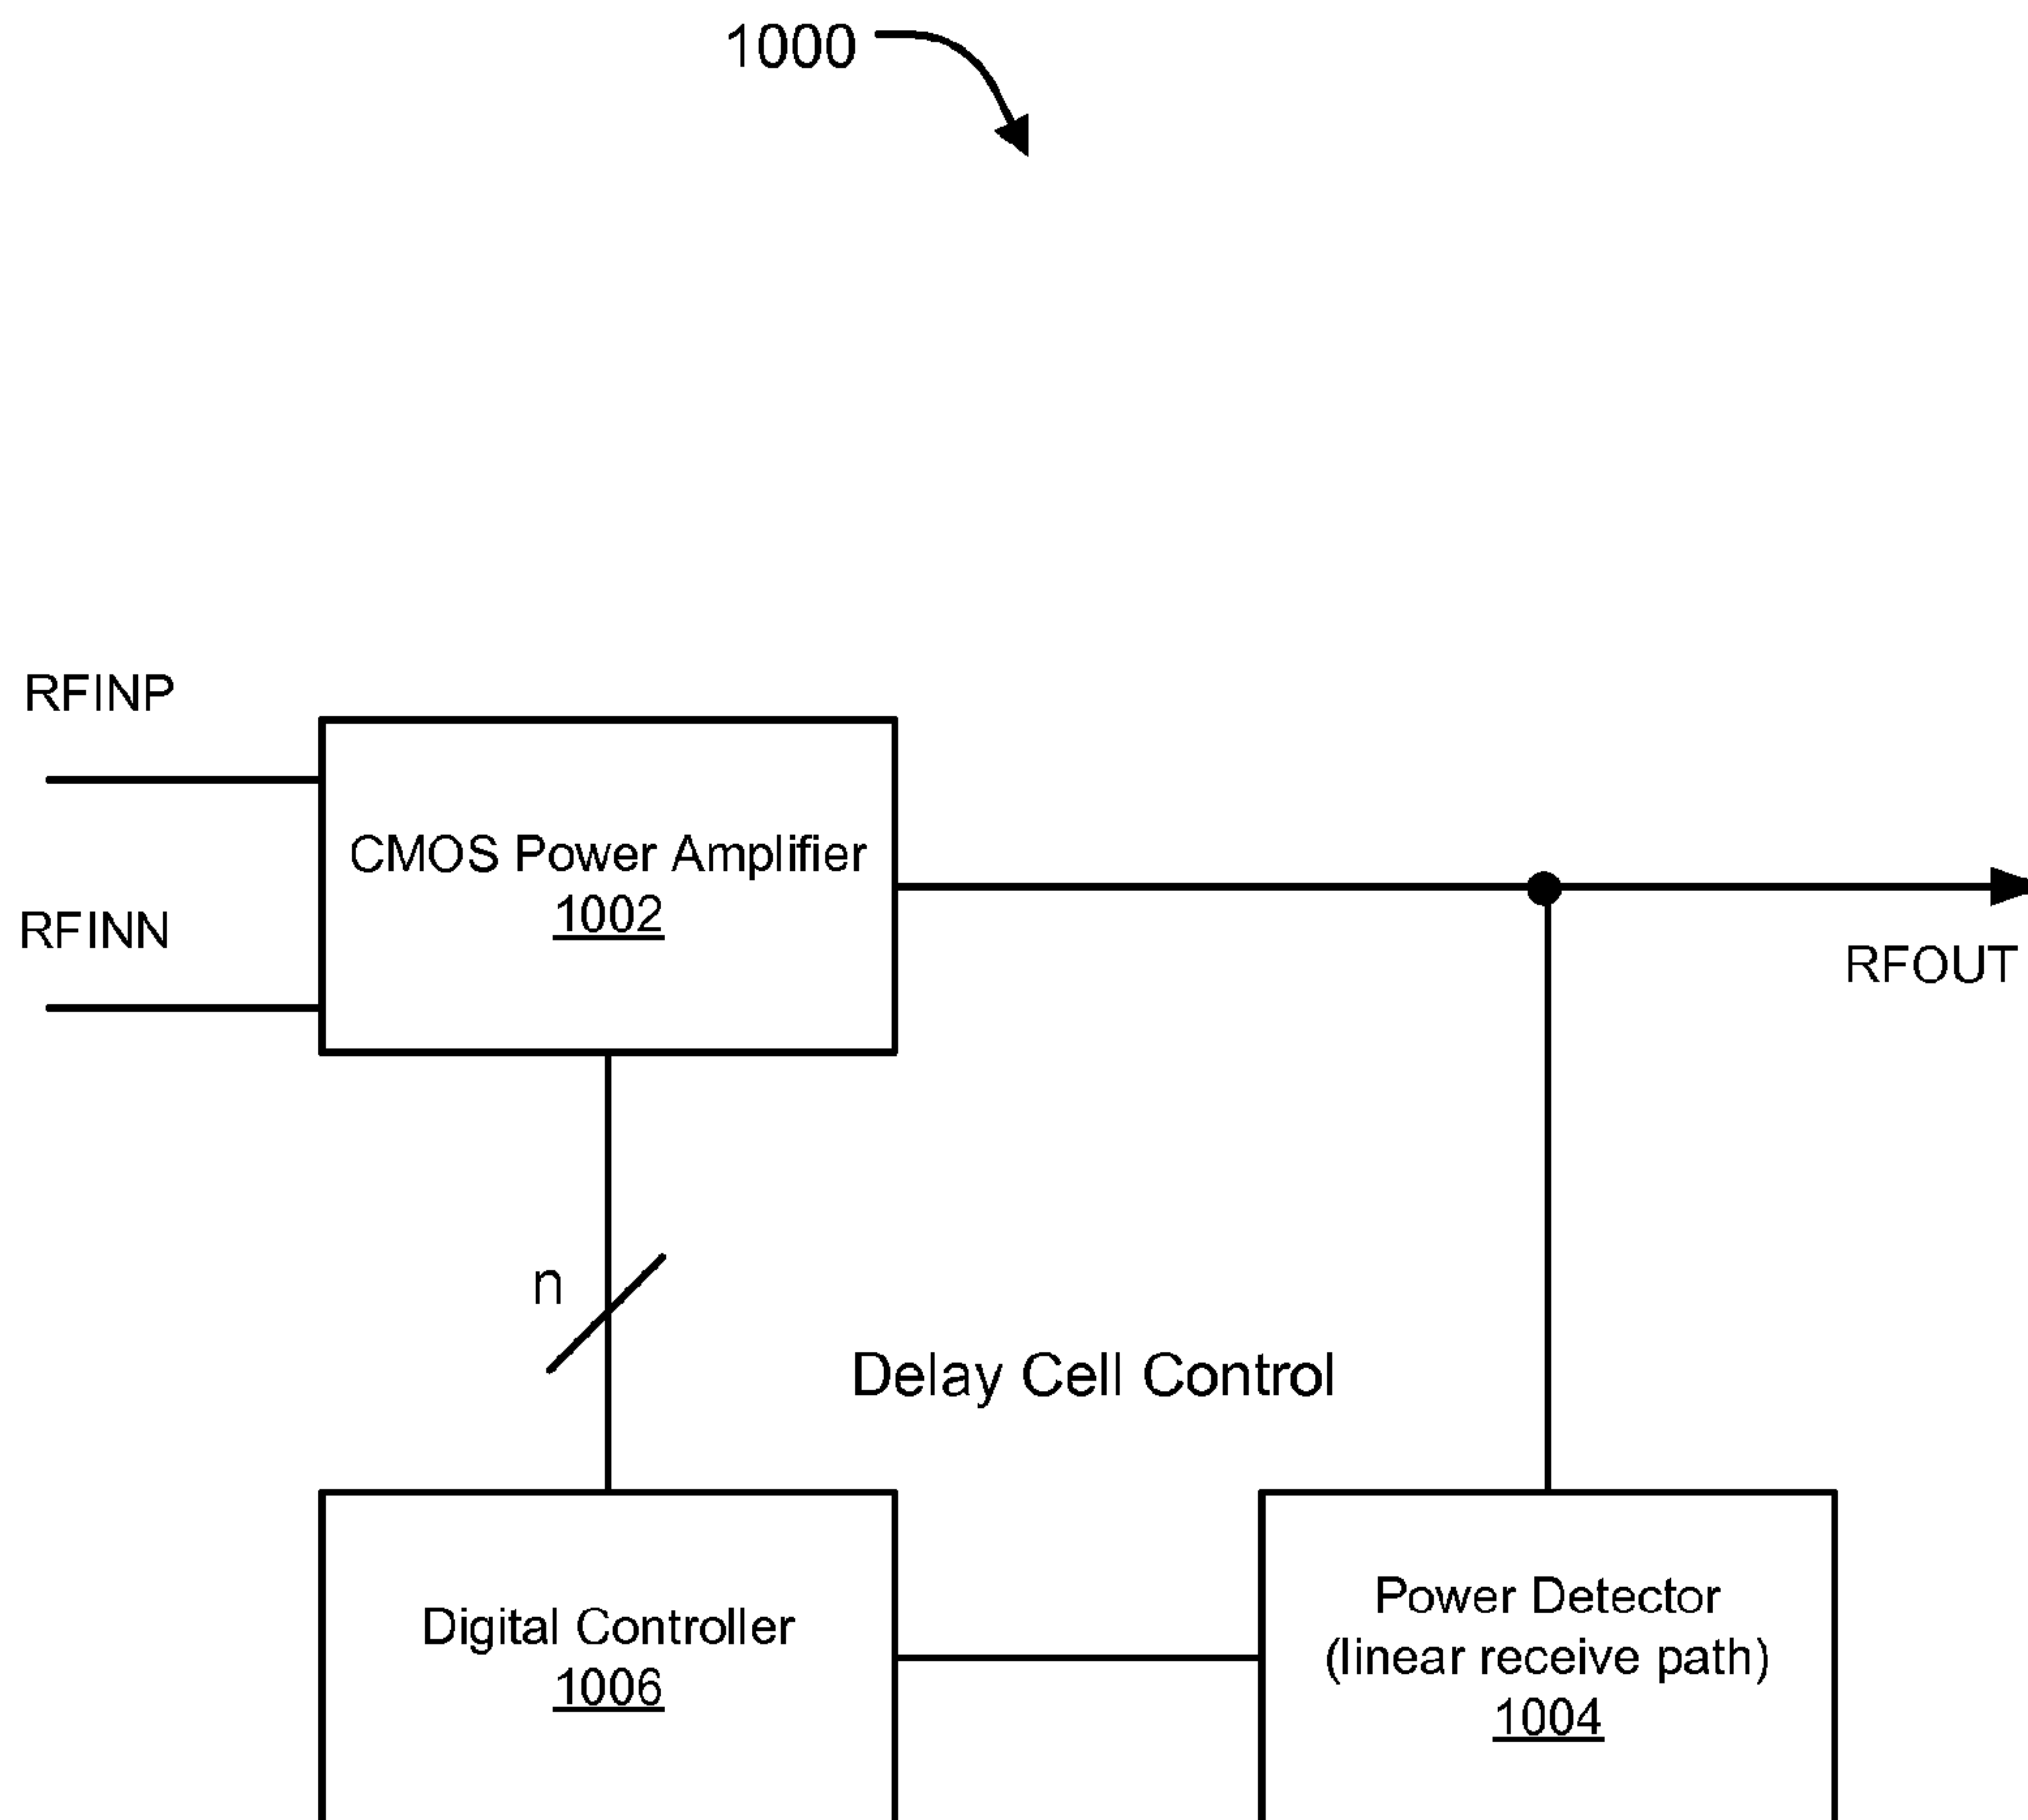 1000
RFINP
CMOS Power Amplifier
1002
RFINN
RFOUT
n
Delay Cell Control
Digital Controller
1006
Power Detector
(linear receive path)
1004